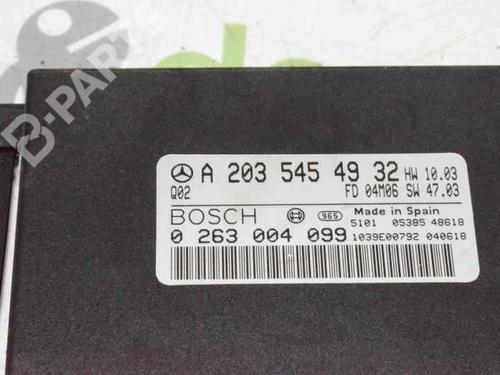 B-PARTS
A 203 545 49 32 HW 10.03
Q02 FD 04M06 SW 47.03
BOSCH 965 Made in Spain
5101 05385 48618
0 263 004 099 1039E00792 040618